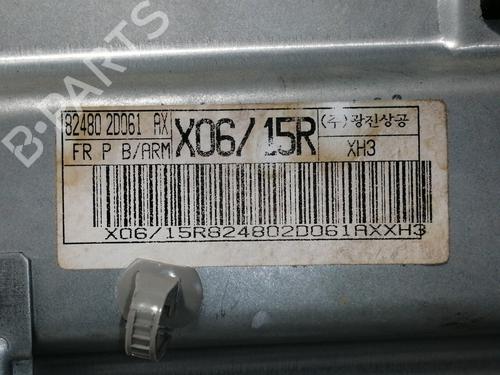 82480 2D061 AX
X06/15R
(주)광진상공
FR P B/ARM
XH3
X06/15R824802D061AXXH3
B-PARTS